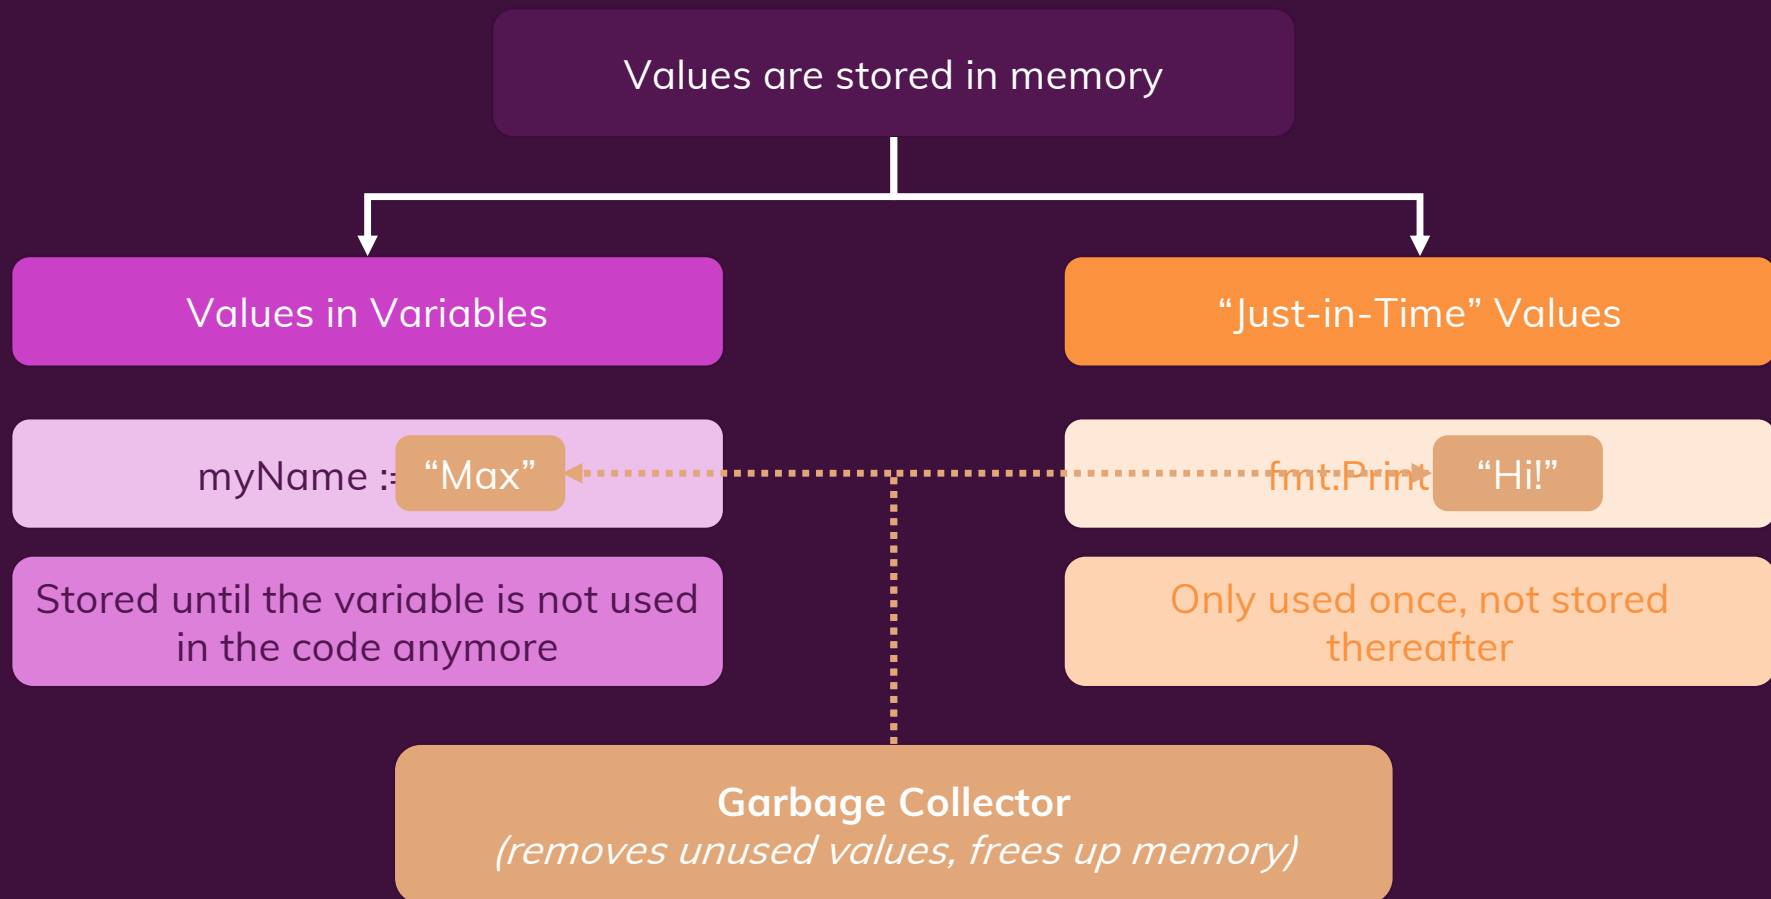 Values are stored in memory
Values in Variables
“Just-in-Time” Values
myName := “Max”
fmt.Print “Hi!”
Stored until the variable is not used
in the code anymore
Only used once, not stored
thereafter
Garbage Collector
(removes unused values, frees up memory)